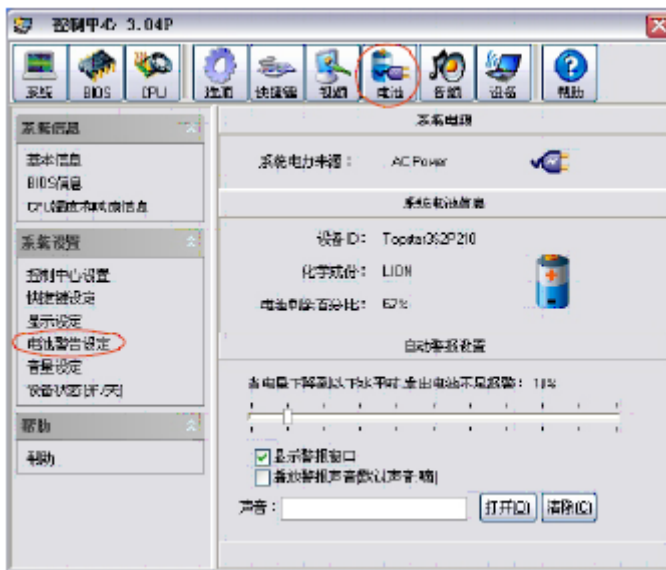 控制中心 3.04P
系统 BIOS CPU 选项 快捷键 视频 电池 音频 设备 帮助
系统信息
基本信息
BIOS信息
CPU温度和风扇信息
系统设置
控制中心设置
快捷键设定
显示设定
电池警告设定
音量设定
设备状态(开/关)
帮助
帮助
系统电源
系统电力来源： AC Power
系统电池信息
设备ID： Topstar3S2P210
化学成份： LION
电池剩余百分比： 67%
自动警报设置
当电量下降到以下水平时,发出电池不足报警： 10%
显示警报窗口
播放警报声音(默认声音:嘀)
声音：
打开(O) 清除(C)